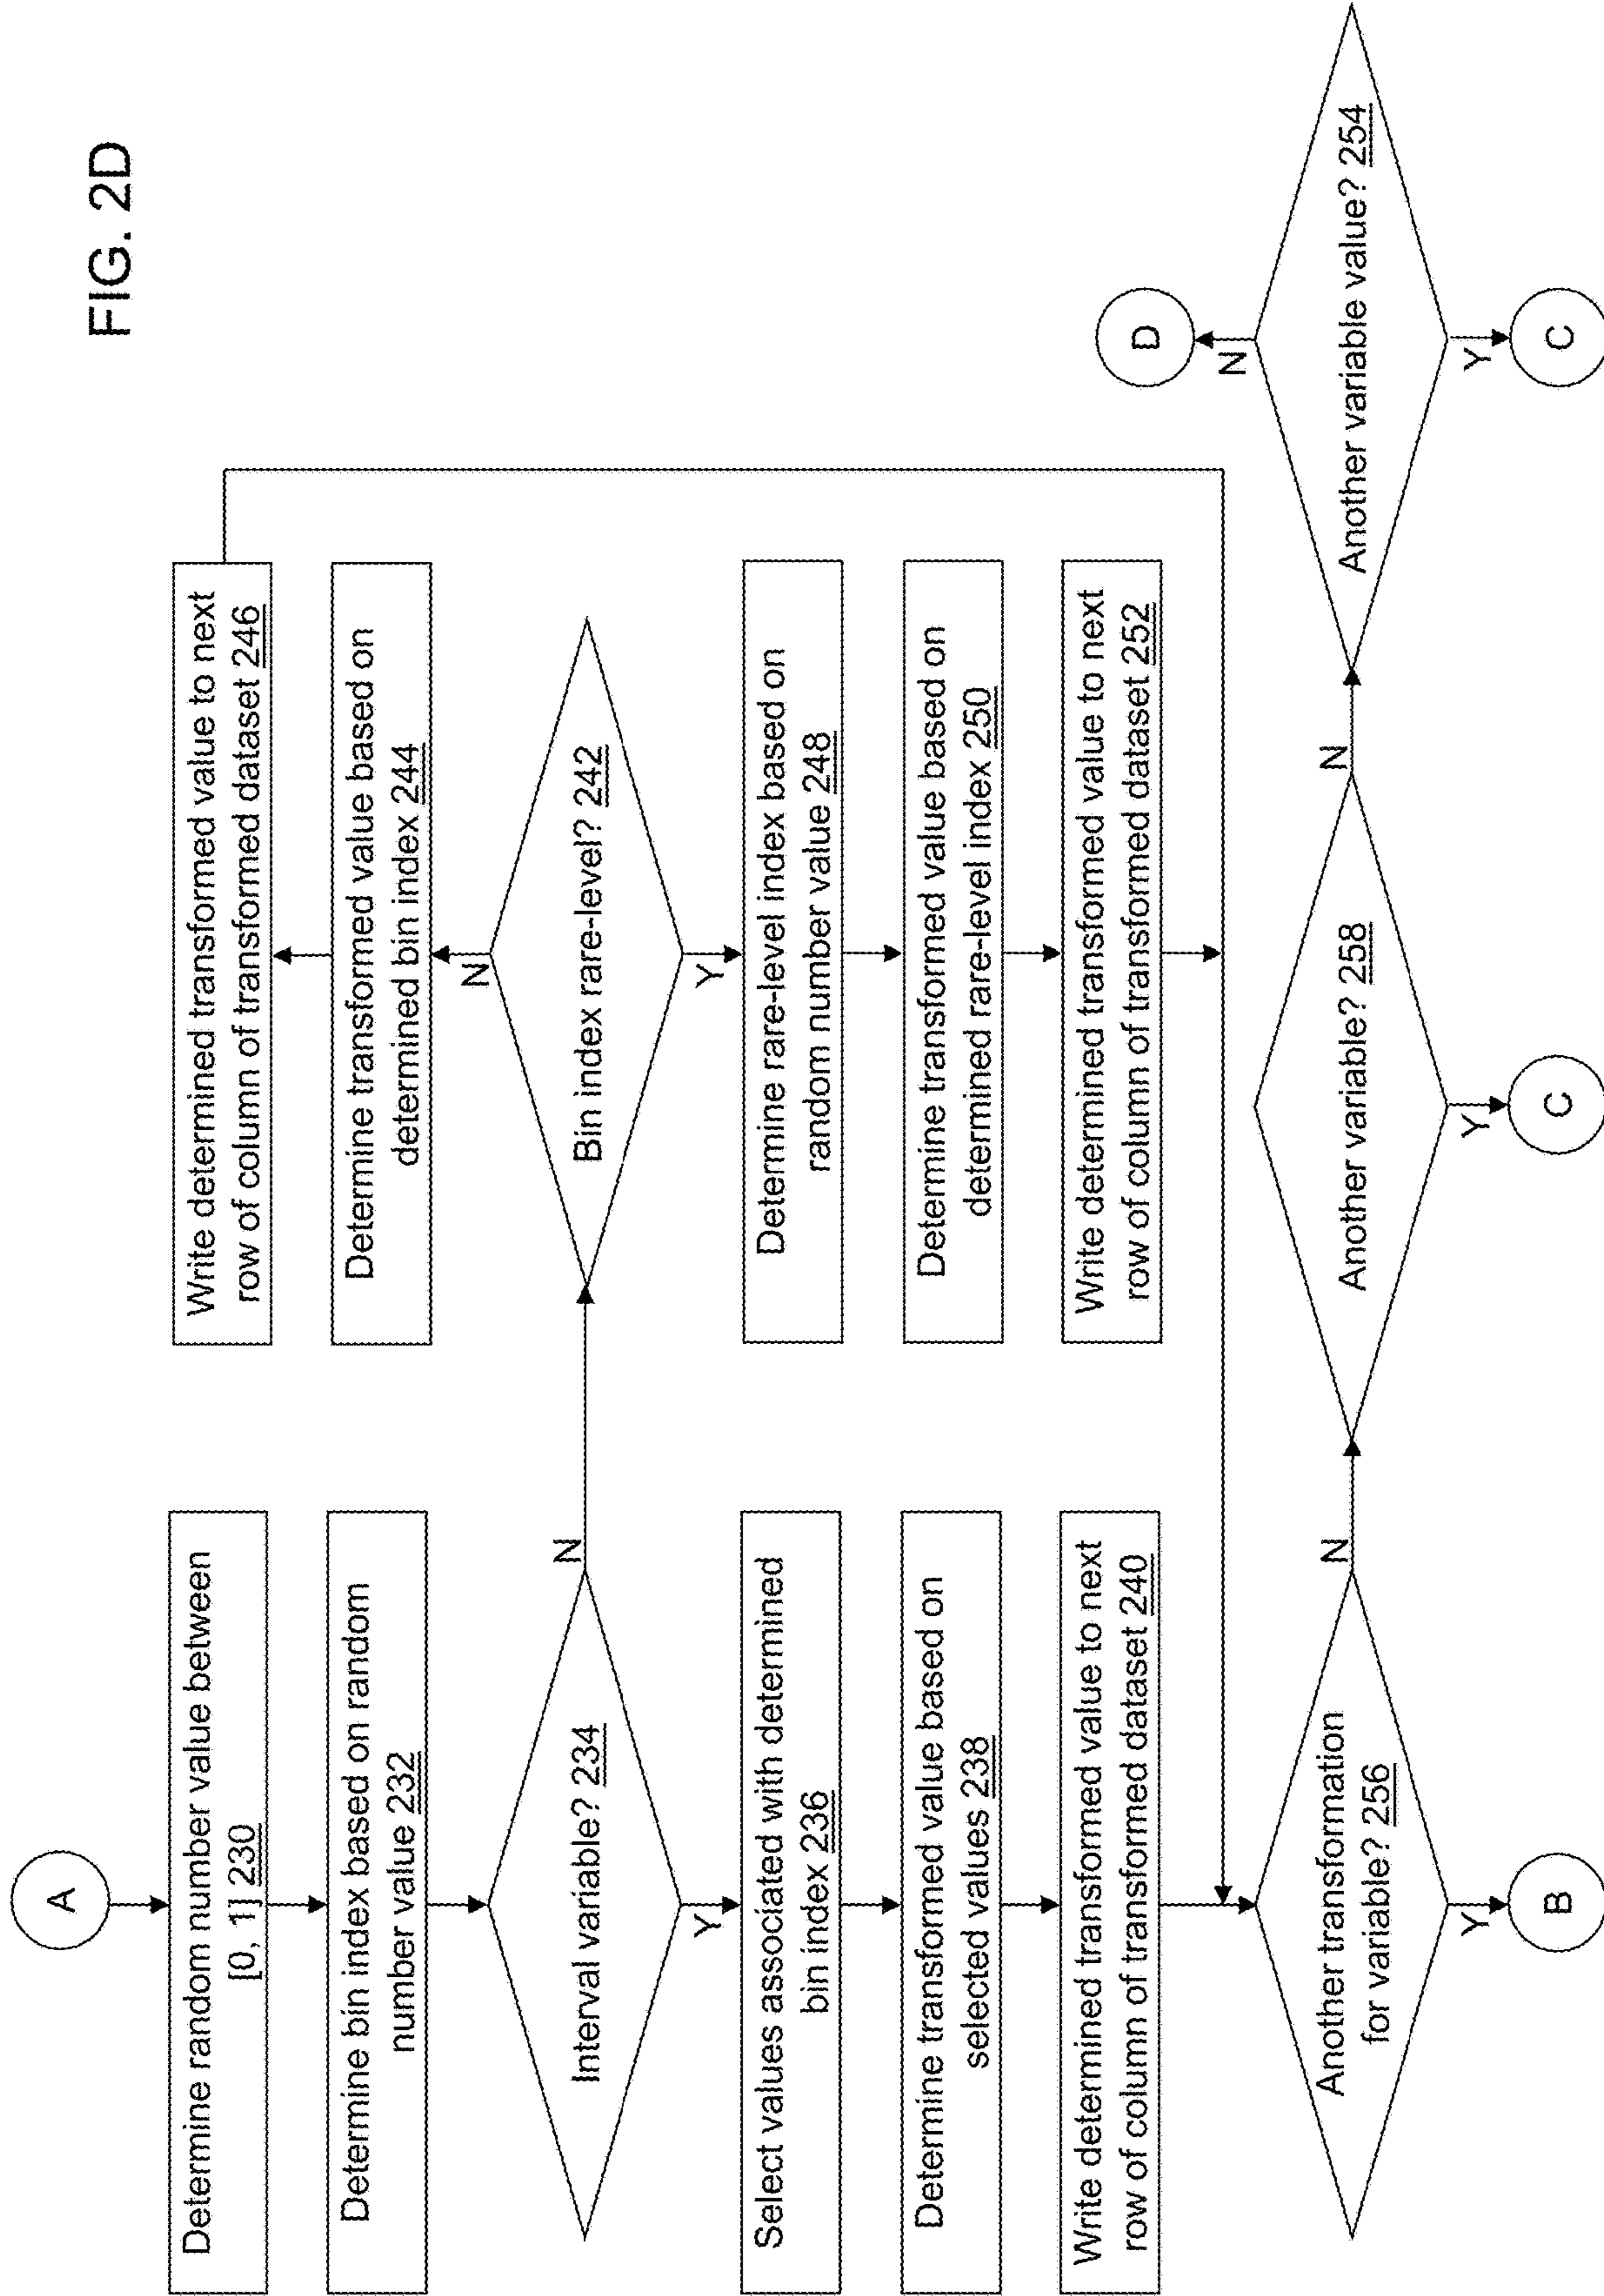 FIG. 2D
A
Determine random number value between
[0, 1] 230
Determine bin index based on random
number value 232
Interval variable? 234
N
Y
Select values associated with determined
bin index 236
Determine transformed value based on
selected values 238
Write determined transformed value to next
row of column of transformed dataset 240
Write determined transformed value to next
row of column of transformed dataset 246
Determine transformed value based on
determined bin index 244
N
Bin index rare-level? 242
Y
Determine rare-level index based on
random number value 248
Determine transformed value based on
determined rare-level index 250
Write determined transformed value to next
row of column of transformed dataset 252
Another transformation
for variable? 256
N
Y
B
Another variable? 258
N
Y
C
D
N
Another variable value? 254
Y
C